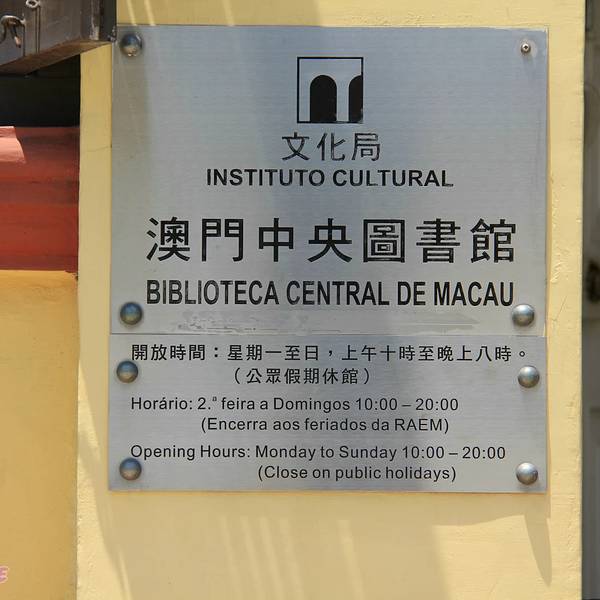 文化局
INSTITUTO CULTURAL
澳門中央圖書館
BIBLIOTECA CENTRAL DE MACAU
開放時間：星期一至日，上午十時至晚上八時。
（公眾假期休館）
Horário: 2.ª feira a Domingos 10:00 – 20:00
(Encerra aos feriados da RAEM)
Opening Hours: Monday to Sunday 10:00 – 20:00
(Close on public holidays)